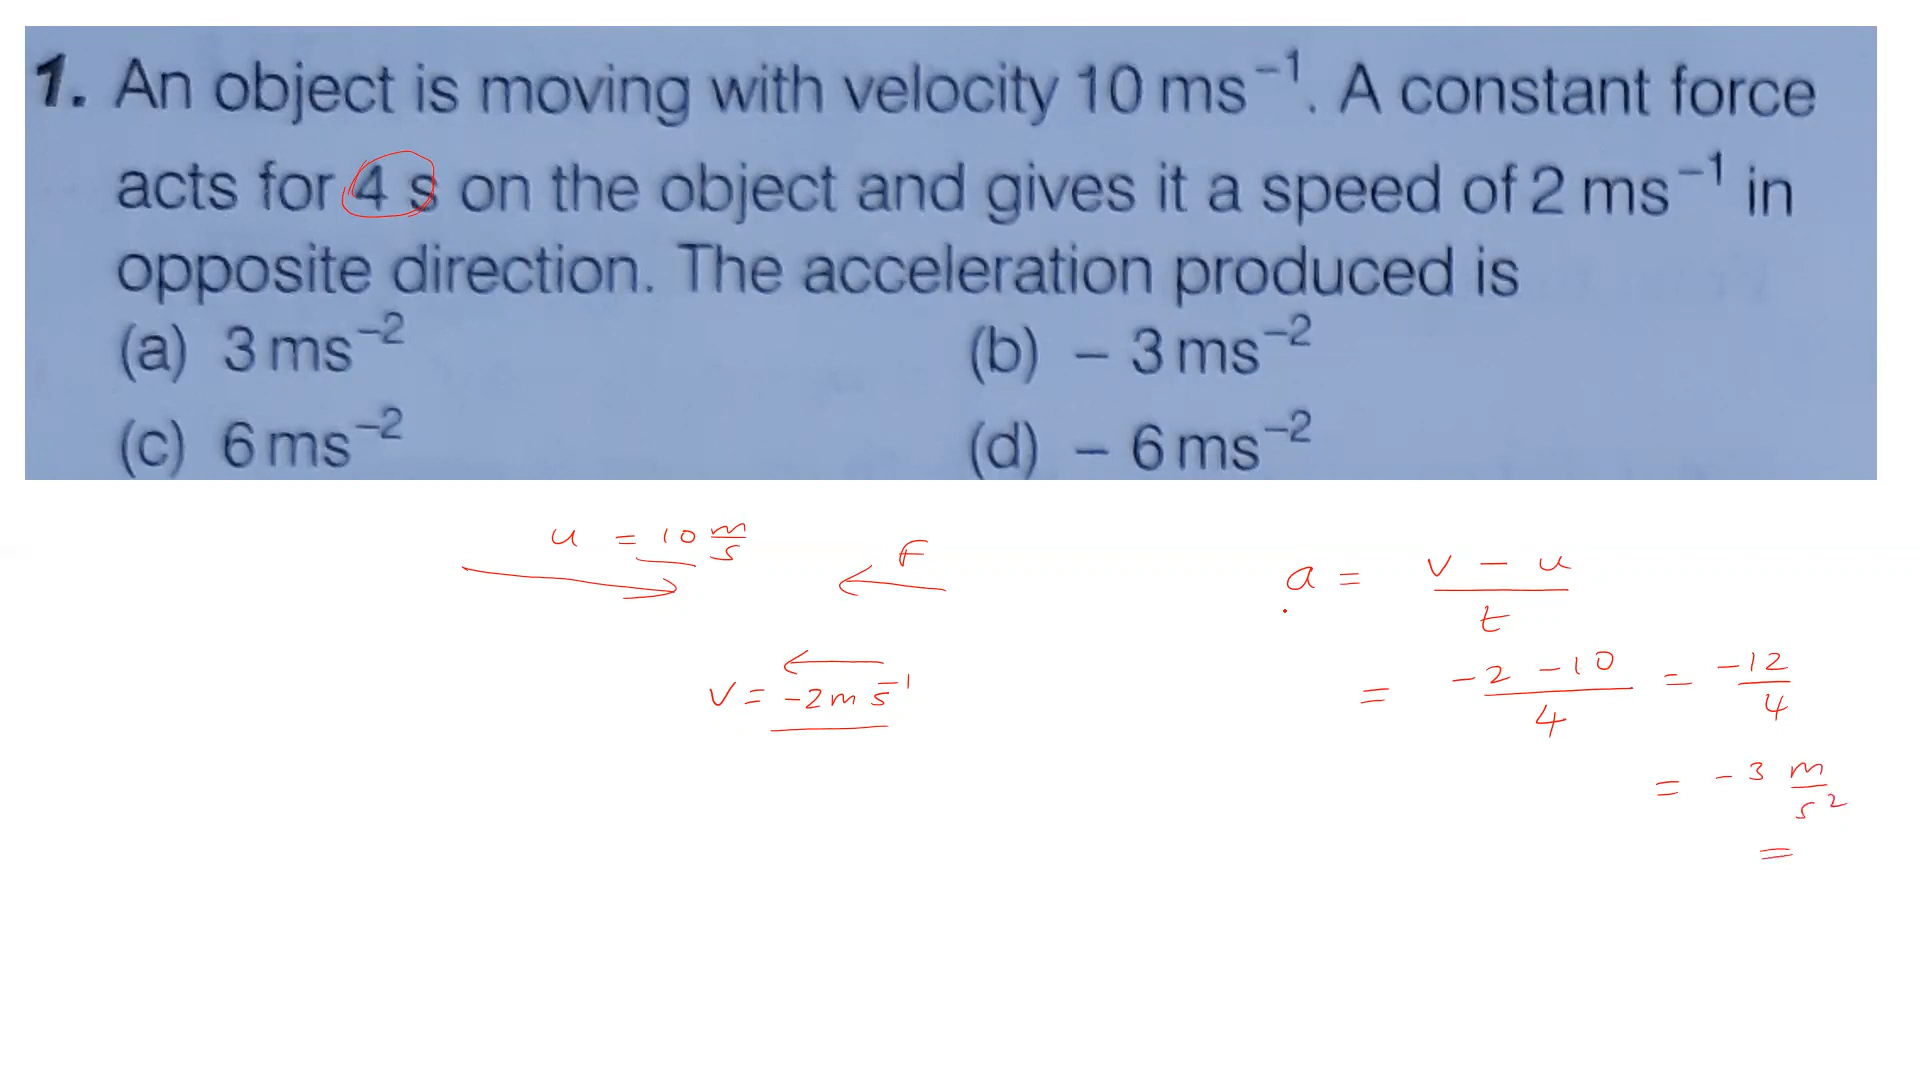 1. An object is moving with velocity 10 ms⁻¹. A constant force
acts for 4 s on the object and gives it a speed of 2 ms⁻¹ in
opposite direction. The acceleration produced is
(a) 3 ms⁻² (b) – 3 ms⁻²
(c) 6 ms⁻² (d) – 6 ms⁻²
u = 10 m/s
F
v = -2 m s⁻¹
a = (v - u)/t
= (-2 - 10)/4 = -12/4
= -3 m/s²
=